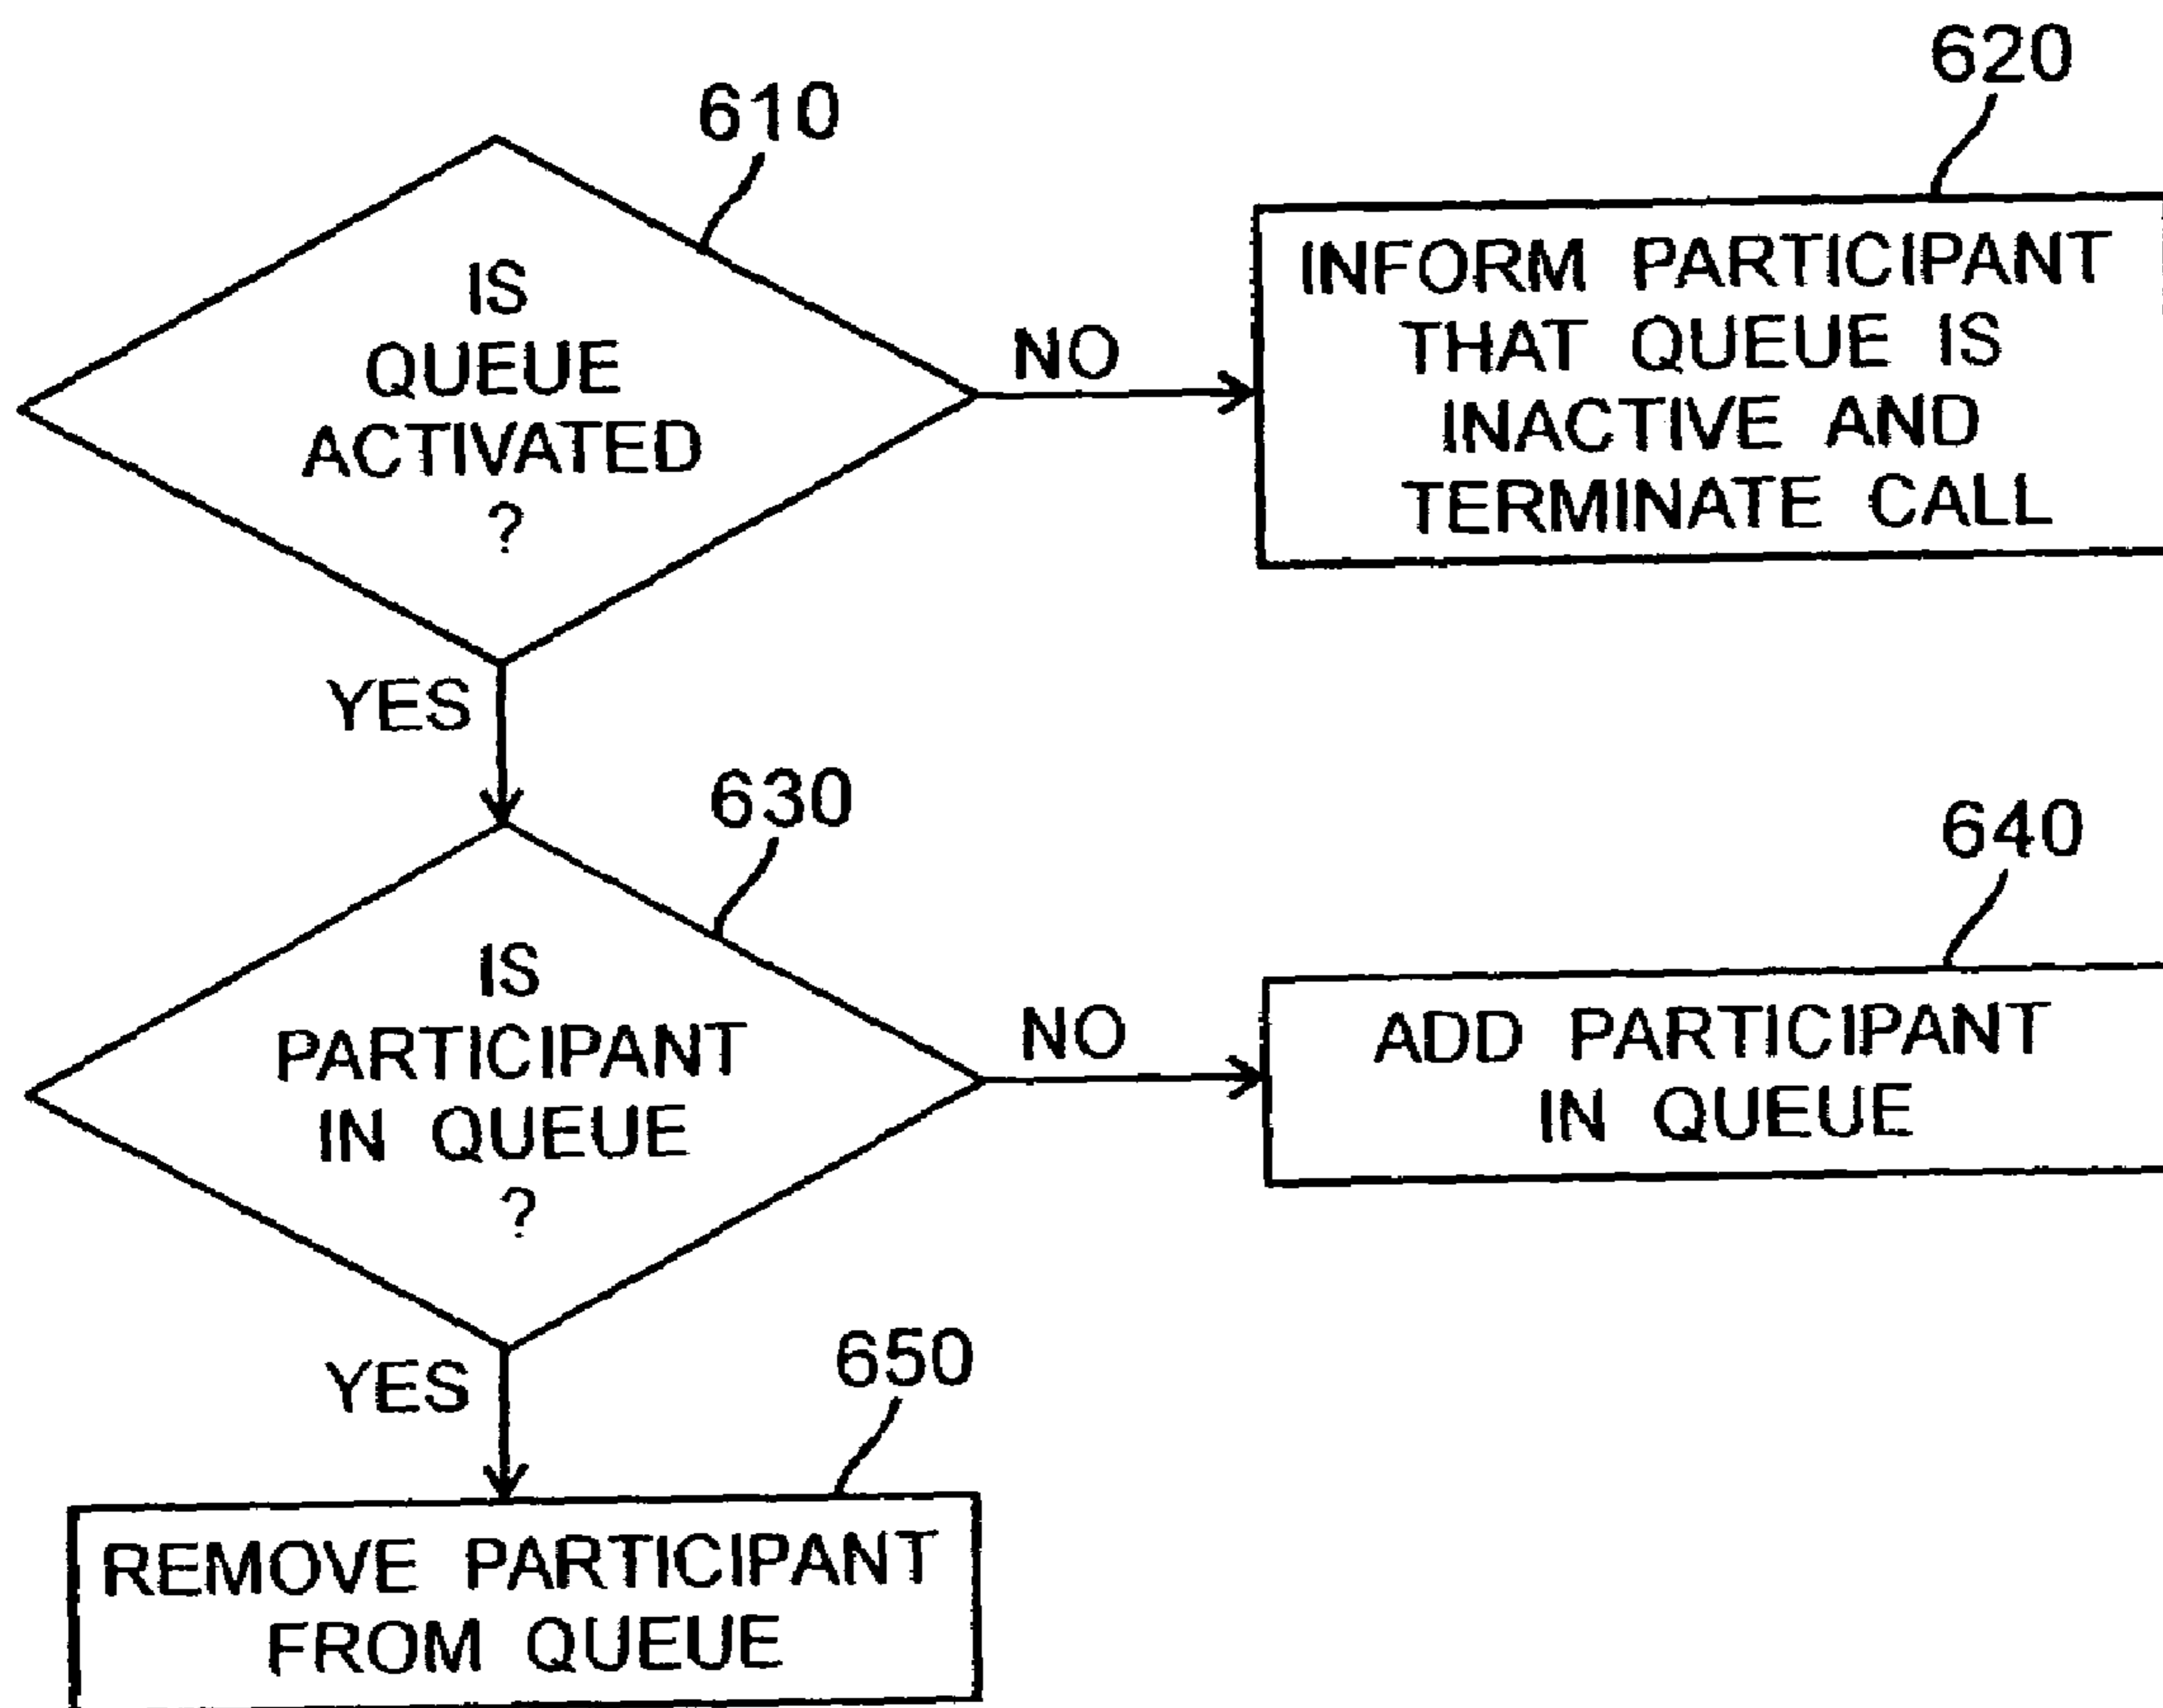 610
IS
QUEUE
ACTIVATED
?
NO
620
INFORM PARTICIPANT
THAT QUEUE IS
INACTIVE AND
TERMINATE CALL
YES
630
IS
PARTICIPANT
IN QUEUE
?
NO
640
ADD PARTICIPANT
IN QUEUE
YES
650
REMOVE PARTICIPANT
FROM QUEUE